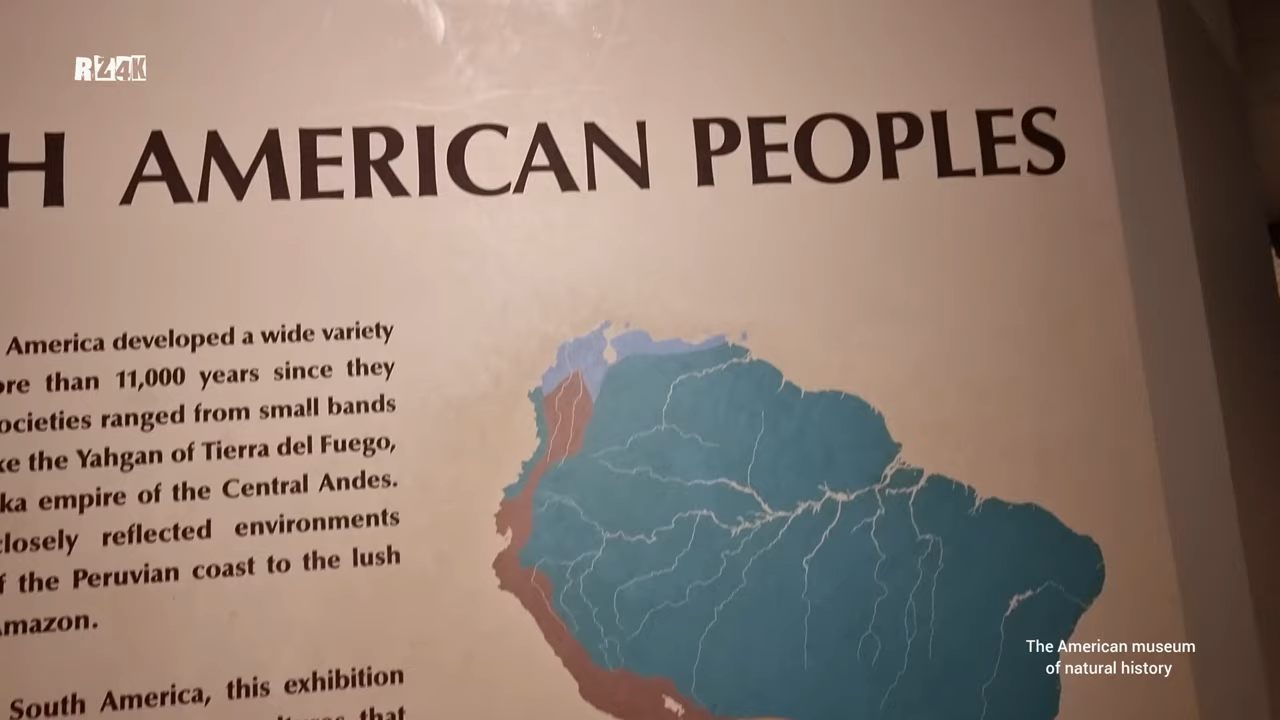 RZ4K
H AMERICAN PEOPLES
America developed a wide variety
ore than 11,000 years since they
ocieties ranged from small bands
ke the Yahgan of Tierra del Fuego,
ka empire of the Central Andes.
closely reflected environments
f the Peruvian coast to the lush
Amazon.
South America, this exhibition
that
The American museum
of natural history